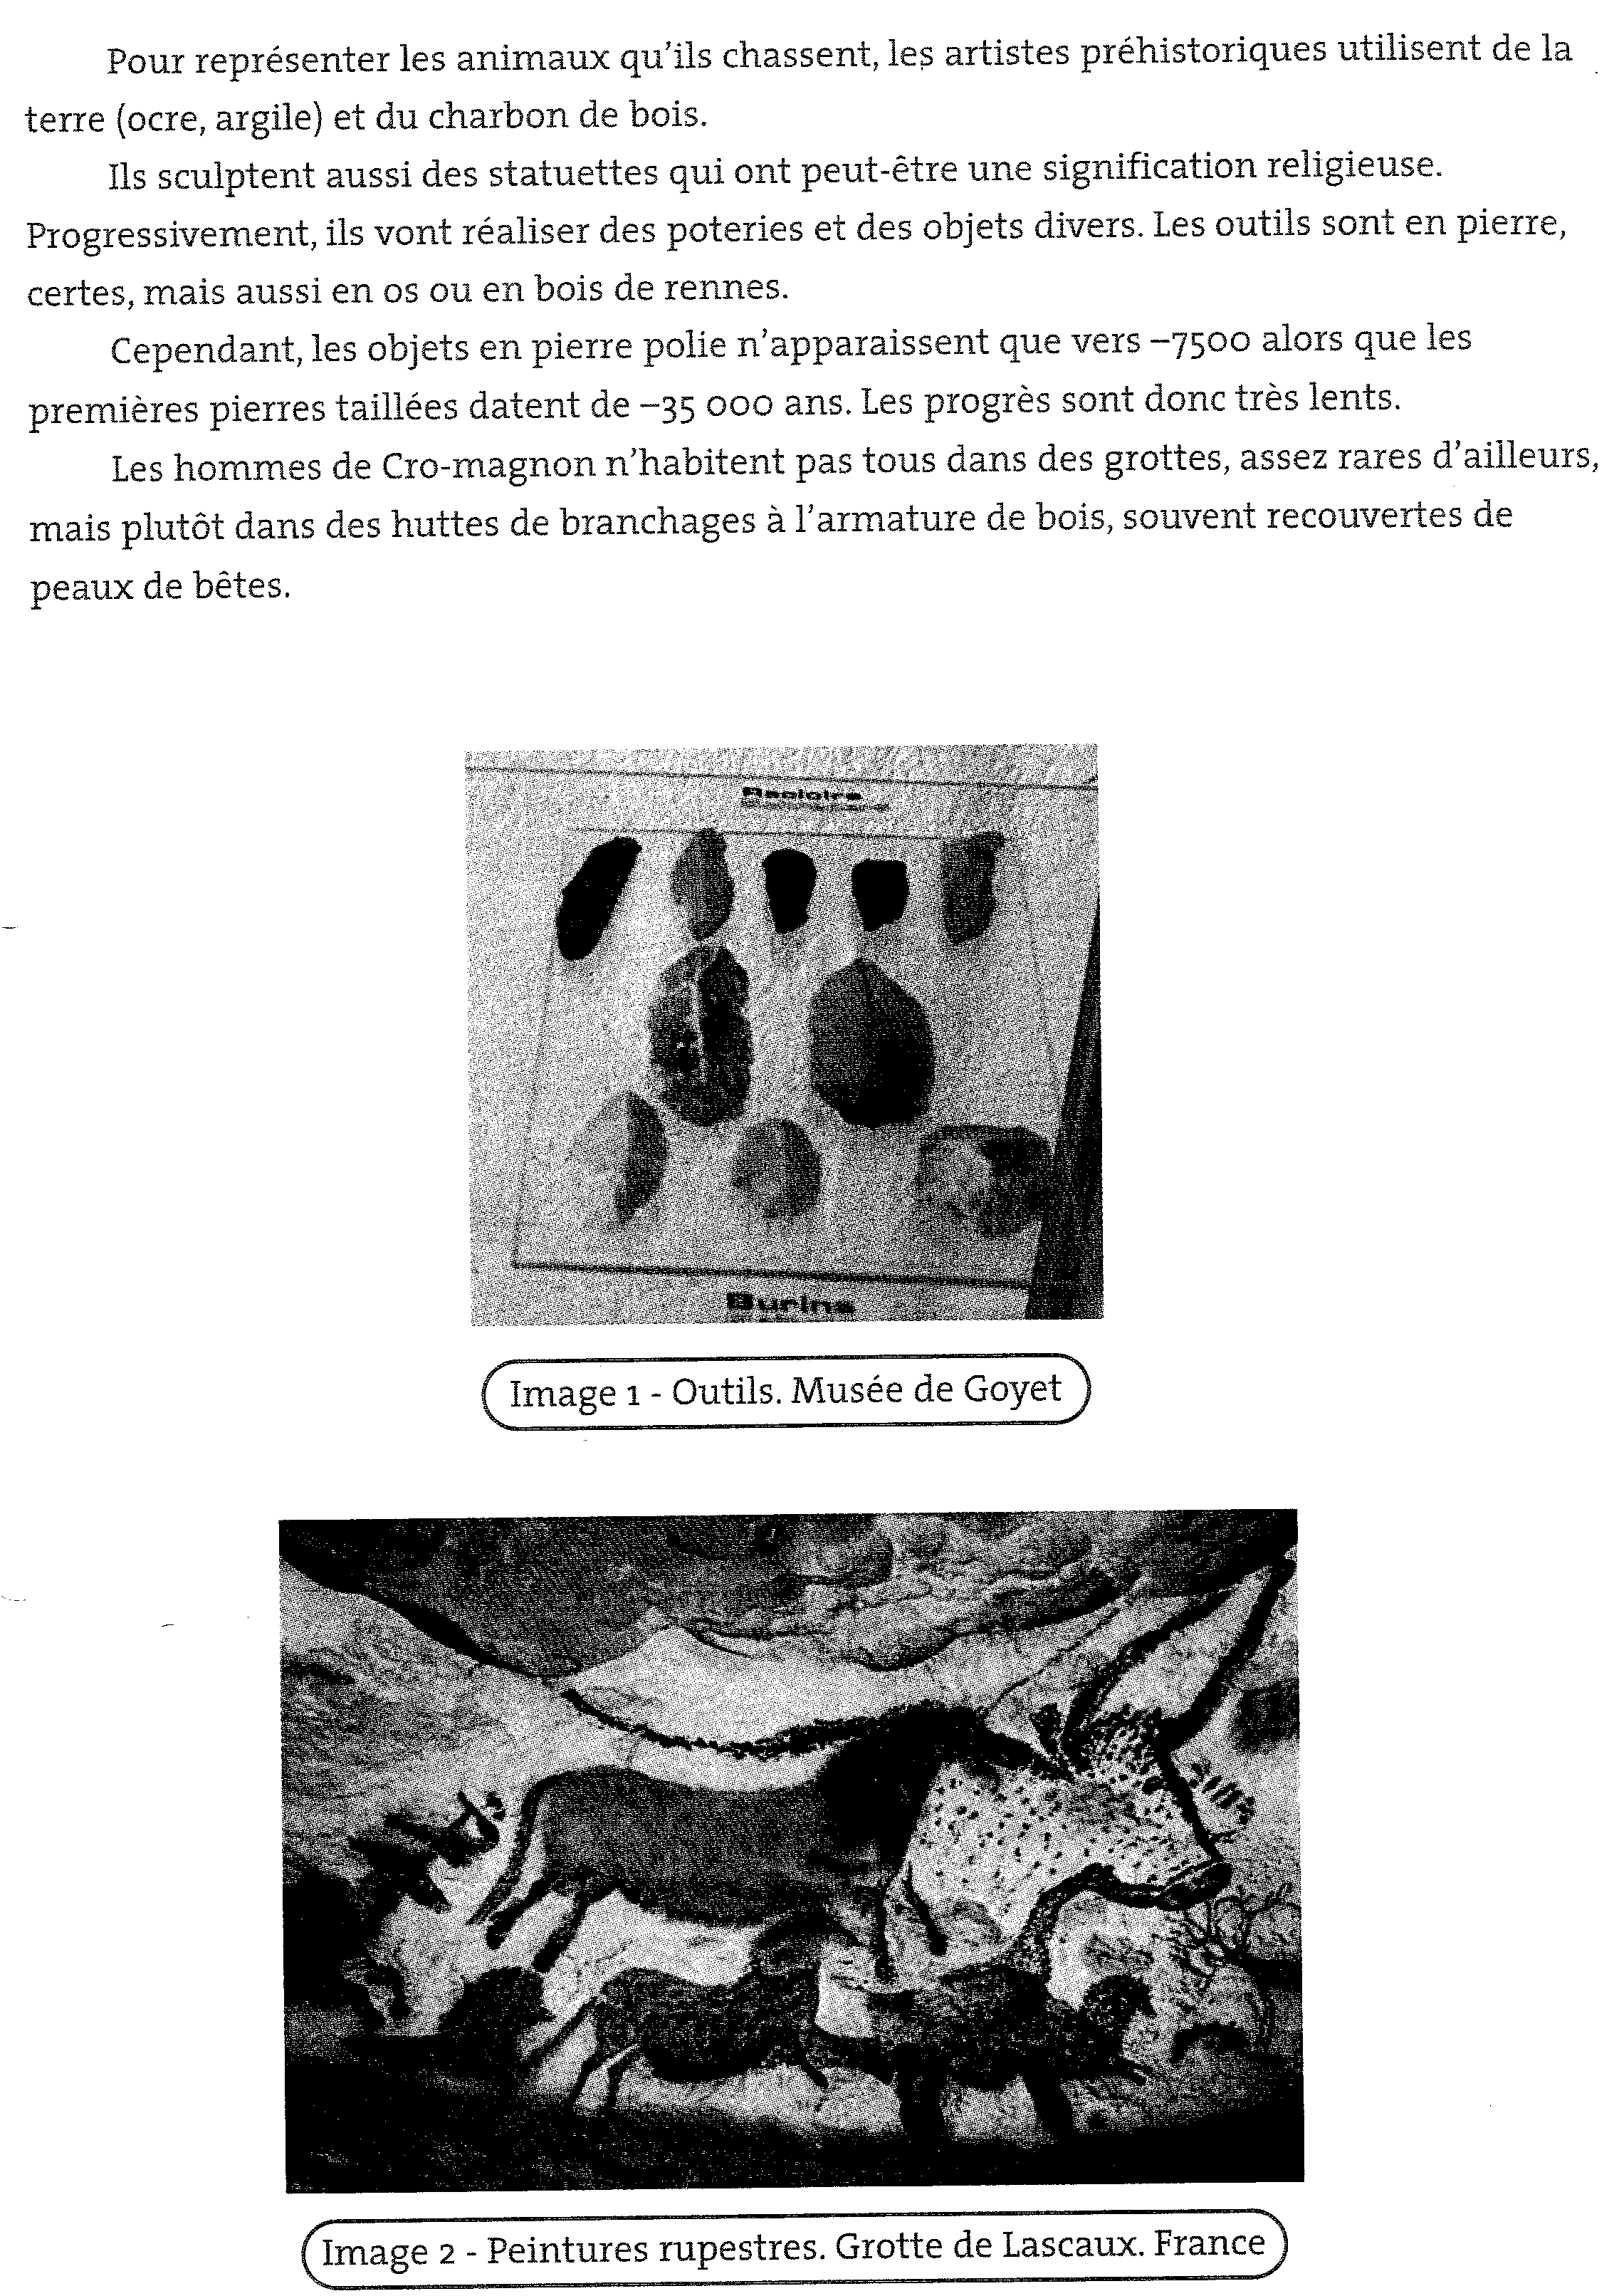 Pour représenter les animaux qu'ils chassent, les artistes préhistoriques utilisent de la
terre (ocre, argile) et du charbon de bois.
Ils sculptent aussi des statuettes qui ont peut-être une signification religieuse.
Progressivement, ils vont réaliser des poteries et des objets divers. Les outils sont en pierre,
certes, mais aussi en os ou en bois de rennes.
Cependant, les objets en pierre polie n'apparaissent que vers –7500 alors que les
premières pierres taillées datent de –35 000 ans. Les progrès sont donc très lents.
Les hommes de Cro-magnon n'habitent pas tous dans des grottes, assez rares d'ailleurs,
mais plutôt dans des huttes de branchages à l'armature de bois, souvent recouvertes de
peaux de bêtes.
Racloirs
Burins
Image 1 - Outils. Musée de Goyet
Image 2 - Peintures rupestres. Grotte de Lascaux. France